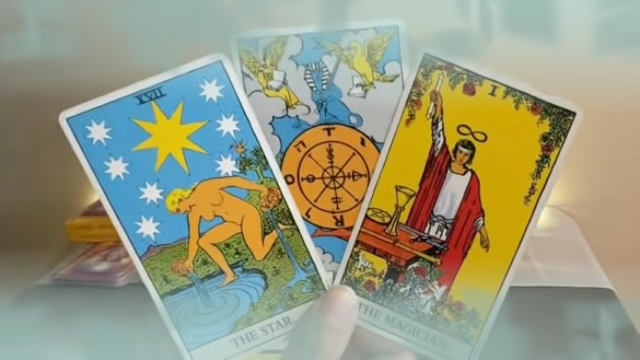 XVII
THE STAR
T
A
R
O
I
THE MAGICIAN